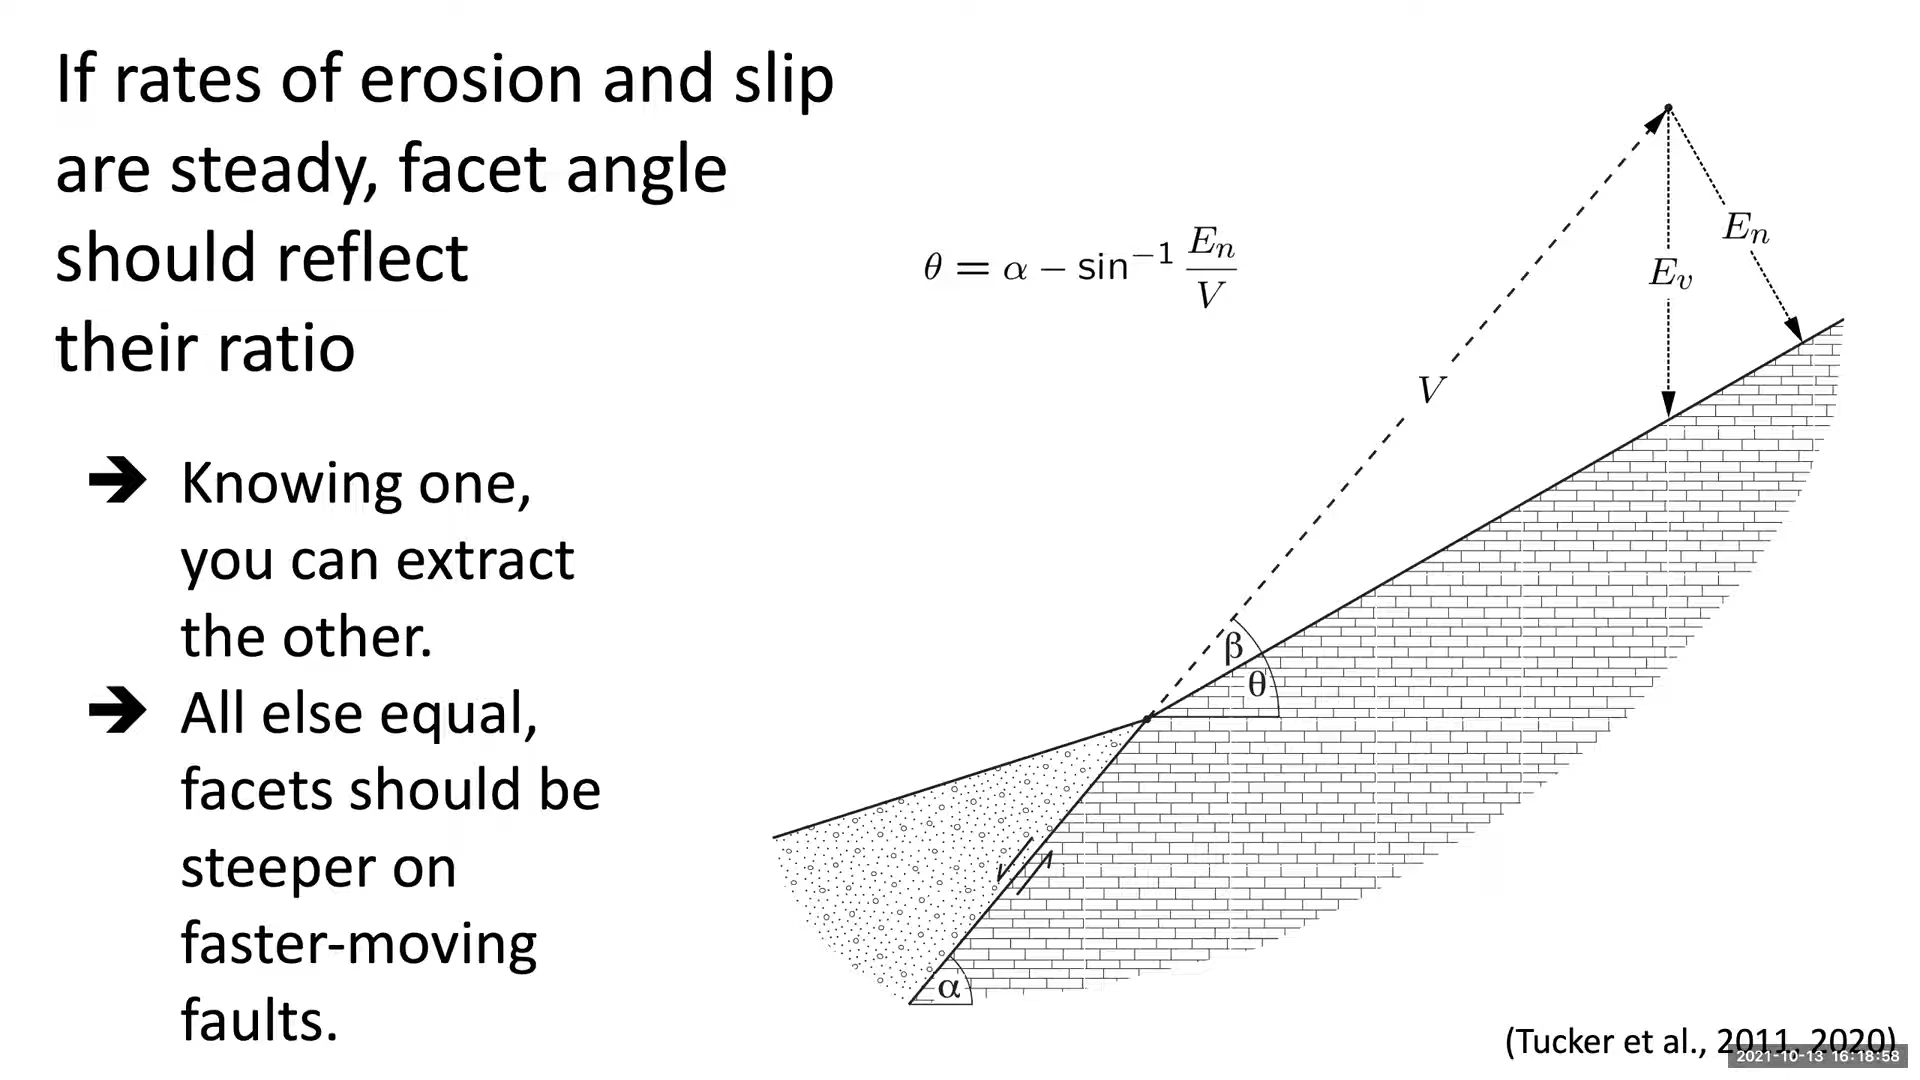 If rates of erosion and slip
are steady, facet angle
should reflect
their ratio
➔ Knowing one,
you can extract
the other.
➔ All else equal,
facets should be
steeper on
faster-moving
faults.
θ = α − sin⁻¹ Eₙ/V
Eₙ
Eᵥ
V
β
θ
α
(Tucker et al., 2011, 2020)
2021-10-13 16:18:58